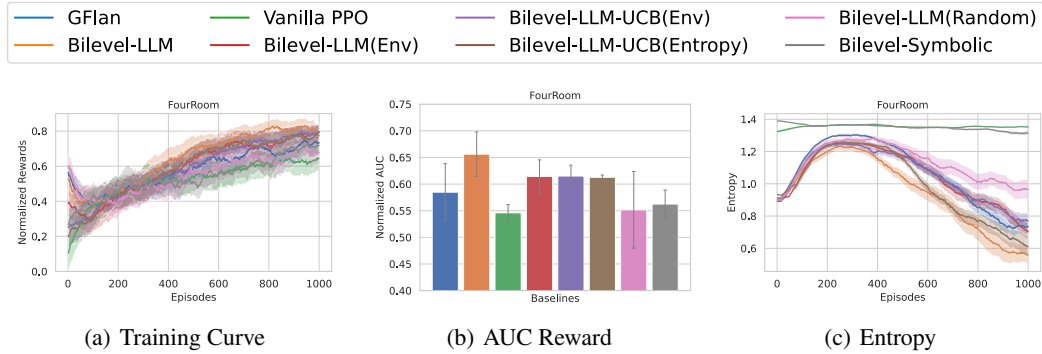 GFlan Vanilla PPO Bilevel-LLM-UCB(Env) Bilevel-LLM(Random)
Bilevel-LLM Bilevel-LLM(Env) Bilevel-LLM-UCB(Entropy) Bilevel-Symbolic
FourRoom
Normalized Rewards
0.8
0.6
0.4
0.2
0.0
0 200 400 600 800 1000
Episodes
(a) Training Curve
FourRoom
Normalized AUC
0.75
0.70
0.65
0.60
0.55
0.50
0.45
0.40
Baselines
(b) AUC Reward
FourRoom
Entropy
1.4
1.2
1.0
0.8
0.6
0 200 400 600 800 1000
Episodes
(c) Entropy